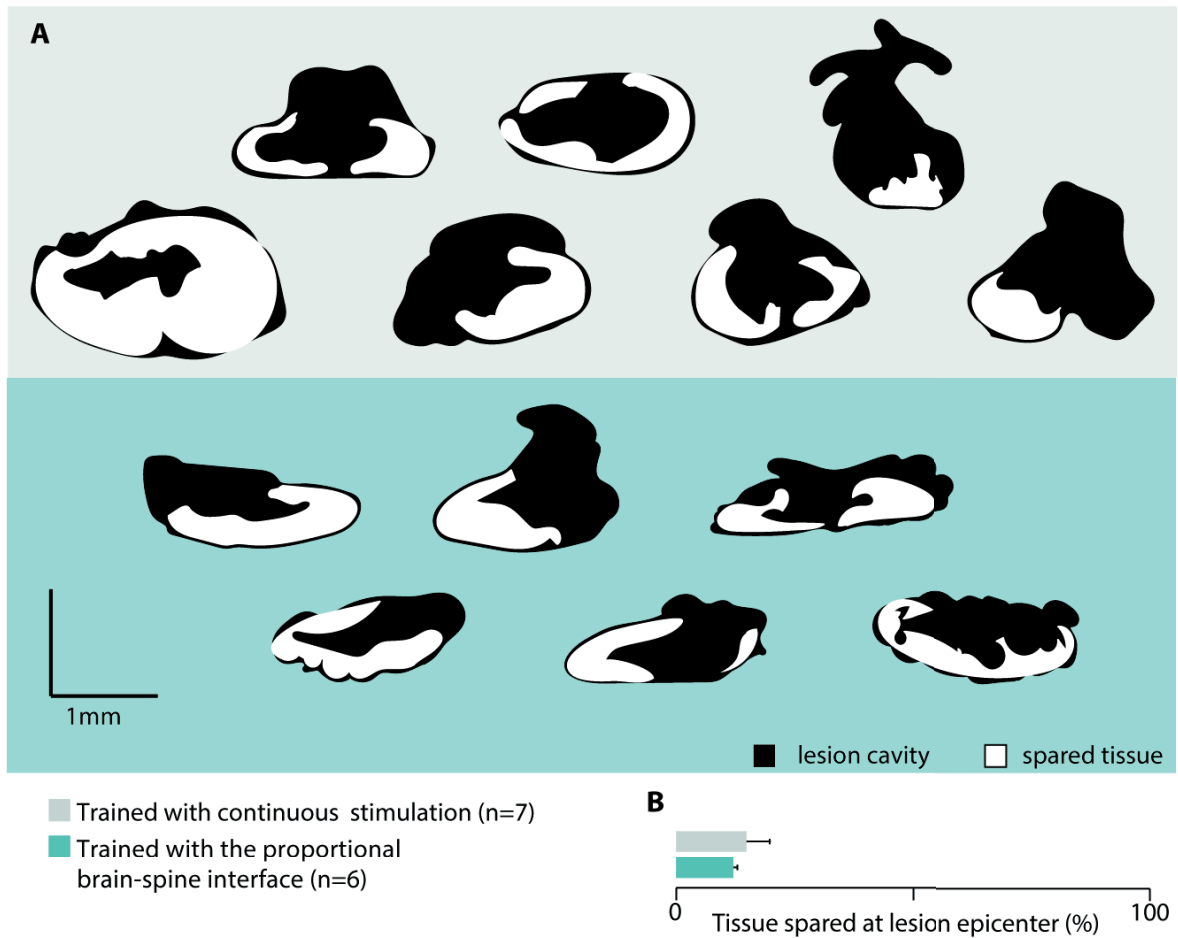 A
1mm
lesion cavity
spared tissue
Trained with continuous stimulation (n=7)
Trained with the proportional
brain-spine interface (n=6)
B
0
100
Tissue spared at lesion epicenter (%)